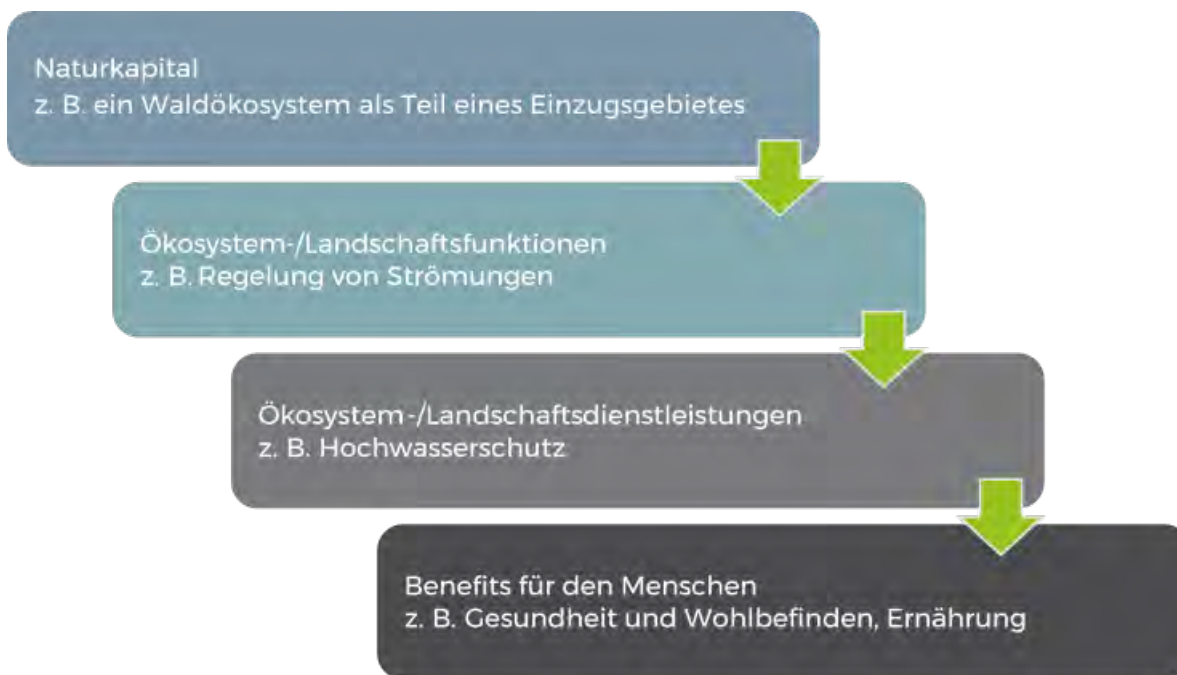 Naturkapital
z. B. ein Waldökosystem als Teil eines Einzugsgebietes
Ökosystem-/Landschaftsfunktionen
z. B. Regelung von Strömungen
Ökosystem-/Landschaftsdienstleistungen
z. B. Hochwasserschutz
Benefits für den Menschen
z. B. Gesundheit und Wohlbefinden, Ernährung